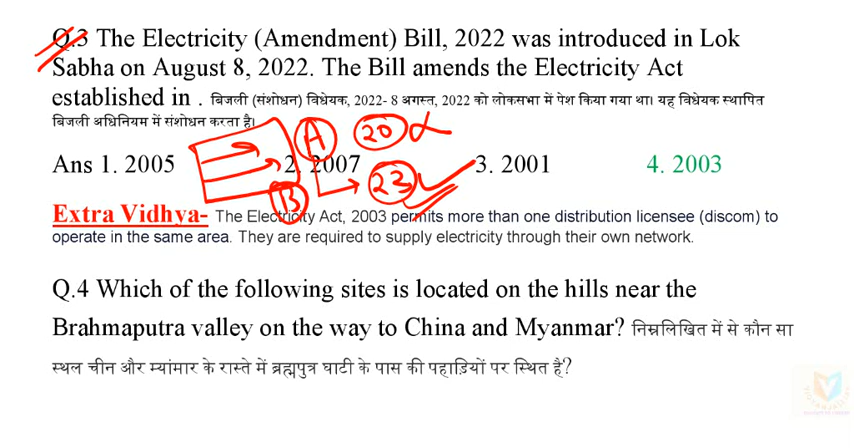 Q.3 The Electricity (Amendment) Bill, 2022 was introduced in Lok
Sabha on August 8, 2022. The Bill amends the Electricity Act
established in . बिजली (संशोधन) विधेयक, 2022- 8 अगस्त, 2022 को लोकसभा में पेश किया गया था। यह विधेयक स्थापित
बिजली अधिनियम में संशोधन करता है।
A 20
Ans 1. 2005 2. 2007 3. 2001 4. 2003
B 23
Extra Vidhya- The Electricity Act, 2003 permits more than one distribution licensee (discom) to
operate in the same area. They are required to supply electricity through their own network.
Q.4 Which of the following sites is located on the hills near the
Brahmaputra valley on the way to China and Myanmar? निम्नलिखित में से कौन सा
स्थल चीन और म्यांमार के रास्ते में ब्रह्मपुत्र घाटी के पास की पहाड़ियों पर स्थित है?